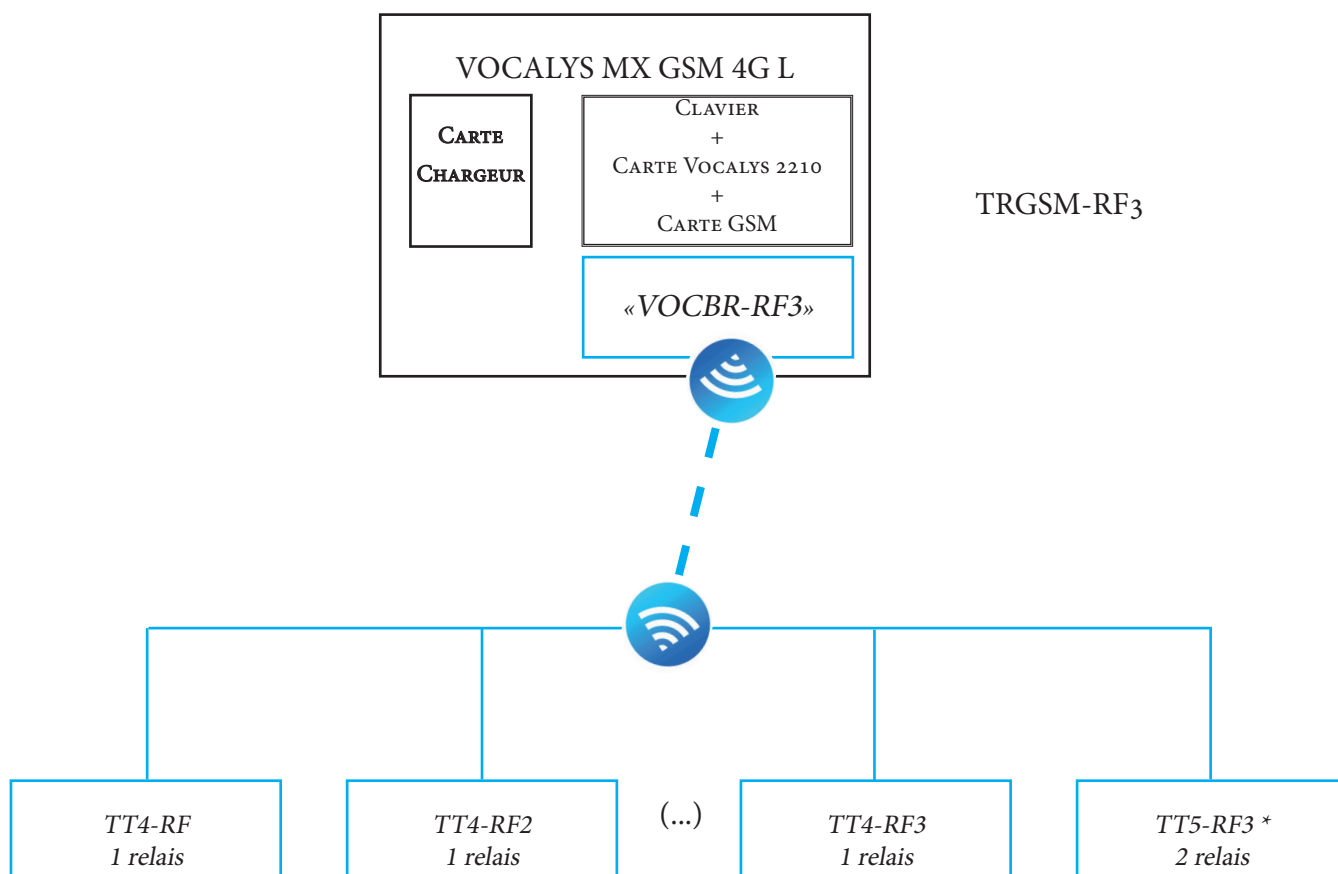 VOCALYS MX GSM 4G L
Carte
Chargeur
Clavier
+
Carte Vocalys 2210
+
Carte GSM
TRGSM-RF3
«VOCBR-RF3»
TT4-RF
1 relais
TT4-RF2
1 relais
(...)
TT4-RF3
1 relais
TT5-RF3 *
2 relais